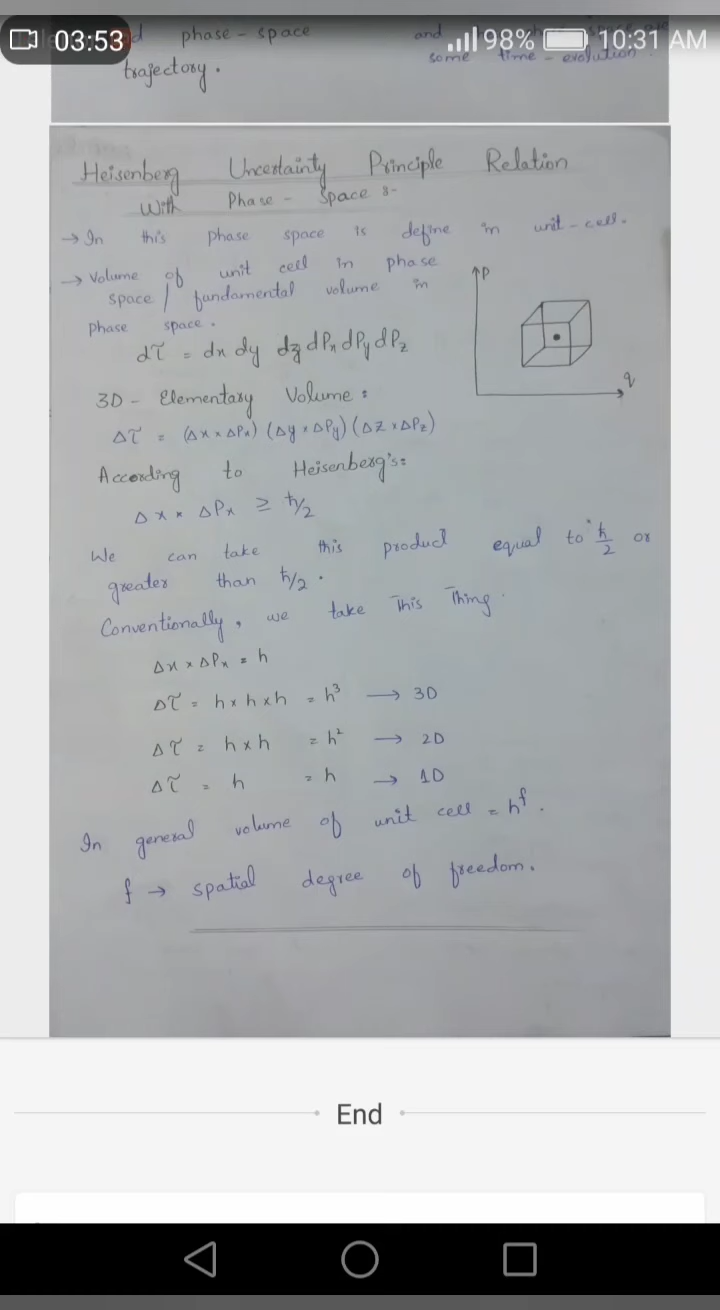 03:53
98%
10:31 AM
phase - space
trajectory.
and
some time - evolution.
Heisenberg Uncertainty Principle Relation
With Phase - Space :-
→ In this phase space is define in unit-cell.
→ Volume of unit cell in phase
space / fundamental volume in
phase space.
dτ = dx dy dz dPx dPy dPz
P
q
3D - Elementary Volume :
Δτ = (Δx × ΔPx) (Δy × ΔPy) (Δz × ΔPz)
According to Heisenberg's:
Δx × ΔPx ≥ ħ/2
We can take this product equal to ħ/2 or
greater than ħ/2.
Conventionally, we take This Thing.
Δx × ΔPx = h
Δτ = h × h × h = h³ → 3D
Δτ = h × h = h² → 2D
Δτ = h = h → 1D
In general volume of unit cell = h^f.
f → spatial degree of freedom.
End